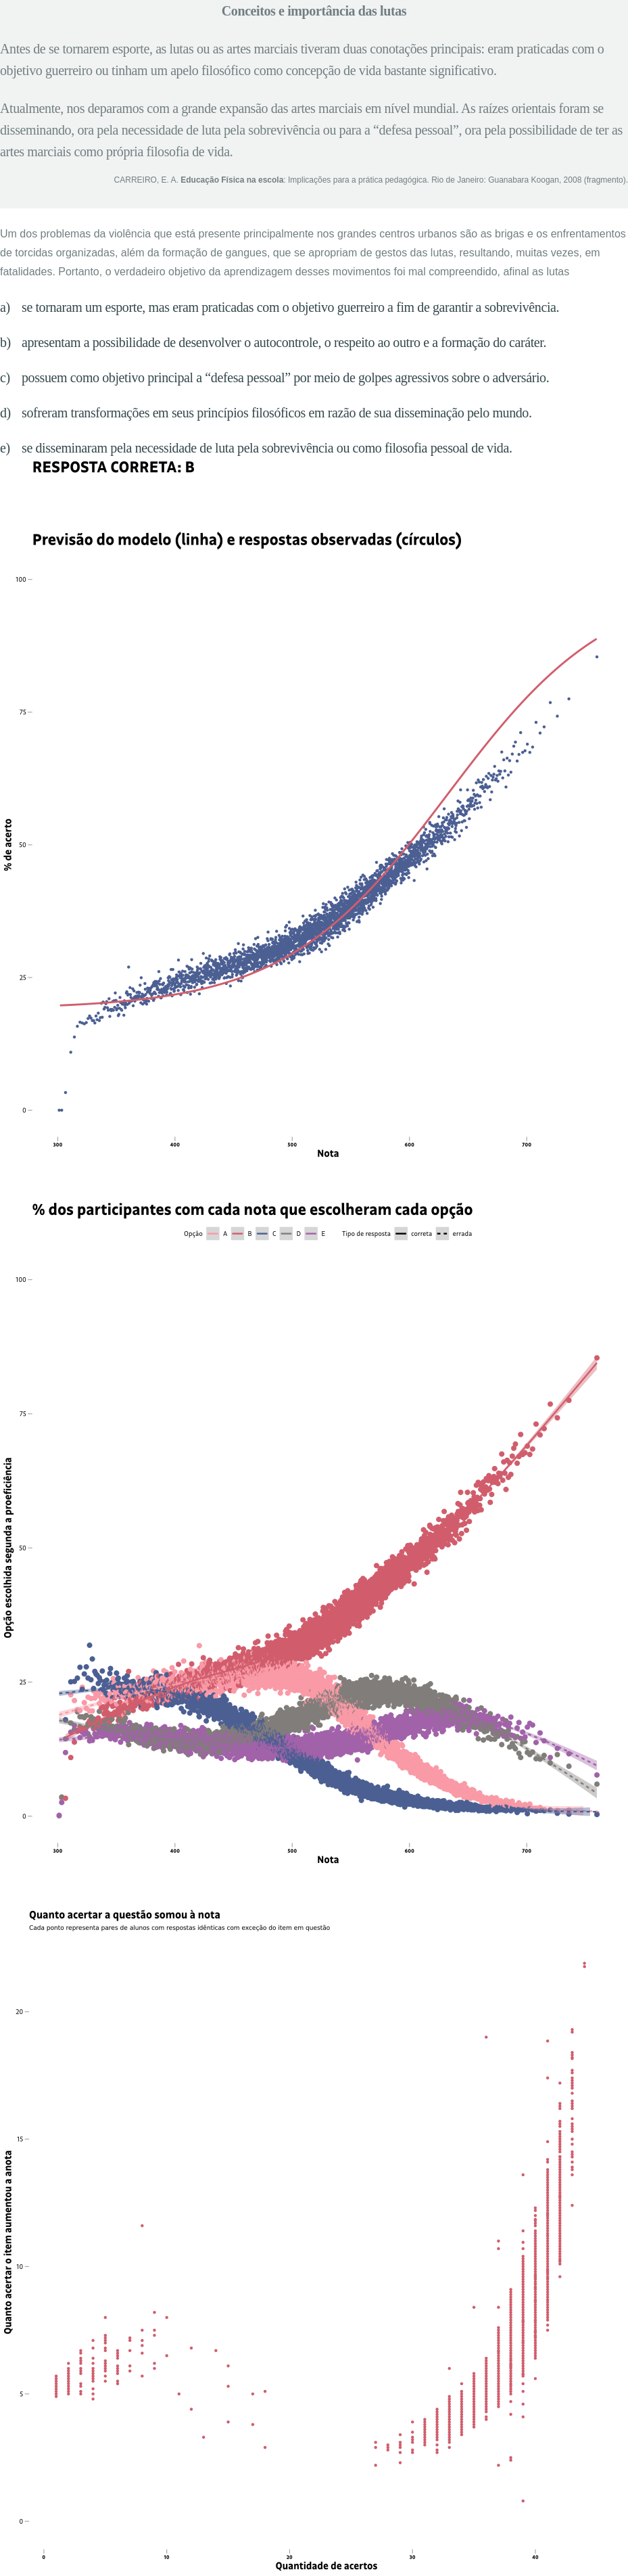 Conceitos e importância das lutas
Antes de se tornarem esporte, as lutas ou as artes marciais tiveram duas conotações principais: eram praticadas com o
objetivo guerreiro ou tinham um apelo filosófico como concepção de vida bastante significativo.
Atualmente, nos deparamos com a grande expansão das artes marciais em nível mundial. As raízes orientais foram se
disseminando, ora pela necessidade de luta pela sobrevivência ou para a “defesa pessoal”, ora pela possibilidade de ter as
artes marciais como própria filosofia de vida.
CARREIRO, E. A. Educação Física na escola: Implicações para a prática pedagógica. Rio de Janeiro: Guanabara Koogan, 2008 (fragmento).
Um dos problemas da violência que está presente principalmente nos grandes centros urbanos são as brigas e os enfrentamentos
de torcidas organizadas, além da formação de gangues, que se apropriam de gestos das lutas, resultando, muitas vezes, em
fatalidades. Portanto, o verdadeiro objetivo da aprendizagem desses movimentos foi mal compreendido, afinal as lutas
a) se tornaram um esporte, mas eram praticadas com o objetivo guerreiro a fim de garantir a sobrevivência.
b) apresentam a possibilidade de desenvolver o autocontrole, o respeito ao outro e a formação do caráter.
c) possuem como objetivo principal a “defesa pessoal” por meio de golpes agressivos sobre o adversário.
d) sofreram transformações em seus princípios filosóficos em razão de sua disseminação pelo mundo.
e) se disseminaram pela necessidade de luta pela sobrevivência ou como filosofia pessoal de vida.
RESPOSTA CORRETA: B
Previsão do modelo (linha) e respostas observadas (círculos)
100
75
50
25
0
% de acerto
300 400 500 600 700
Nota
% dos participantes com cada nota que escolheram cada opção
Opção A B C D E Tipo de resposta correta errada
100
75
50
25
0
Opção escolhida segunda a proeficiência
300 400 500 600 700
Nota
Quanto acertar a questão somou à nota
Cada ponto representa pares de alunos com respostas idênticas com exceção do item em questão
20
15
10
5
0
Quanto acertar o item aumentou a anota
0 10 20 30 40
Quantidade de acertos